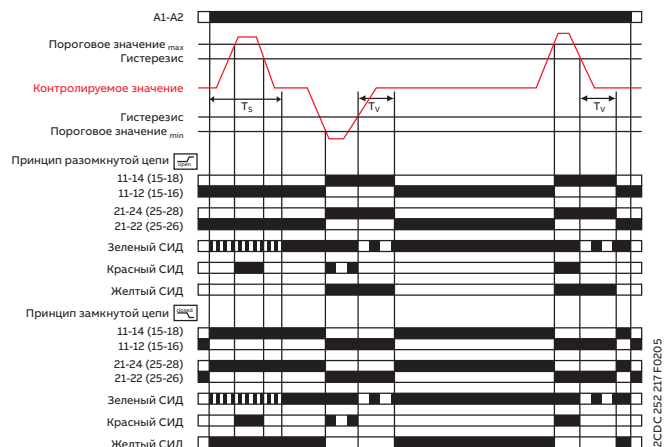 A1-A2
Пороговое значение max
Гистерезис
Контролируемое значение
Ts
Tv
Tv
Гистерезис
Пороговое значение min
Принцип разомкнутой цепи open
11-14 (15-18)
11-12 (15-16)
21-24 (25-28)
21-22 (25-26)
Зеленый СИД
Красный СИД
Желтый СИД
Принцип замкнутой цепи closed
11-14 (15-18)
11-12 (15-16)
21-24 (25-28)
21-22 (25-26)
Зеленый СИД
Красный СИД
Желтый СИД
2CDC 252 217 F0205